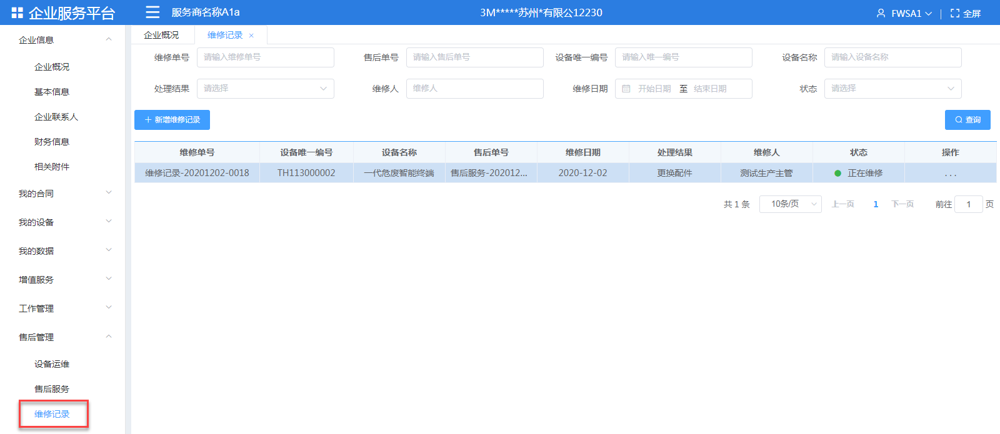 企业服务平台 服务商名称A1a 3M*****苏州*有限公12230 FWSA1 | 全屏
企业概况 维修记录 ×
企业信息
企业概况
基本信息
企业联系人
财务信息
相关附件
我的合同
我的设备
我的数据
增值服务
工作管理
售后管理
设备运维
售后服务
维修记录
维修单号 请输入维修单号 售后单号 请输入售后单号 设备唯一编号 请输入唯一编号 设备名称 请输入设备名称
处理结果 请选择 维修人 维修人 维修日期 开始日期 至 结束日期 状态 请选择
+ 新增维修记录 查询
维修单号 设备唯一编号 设备名称 售后单号 维修日期 处理结果 维修人 状态 操作
维修记录-20201202-0018 TH113000002 一代危废智能终端 售后服务-202012... 2020-12-02 更换配件 测试生产主管 正在维修 ...
共 1 条 10条/页 上一页 1 下一页 前往 1 页